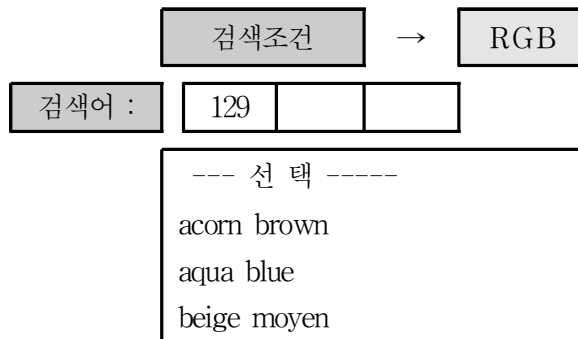 검색조건 → RGB
검색어 : 129
--- 선 택 -----
acorn brown
aqua blue
beige moyen